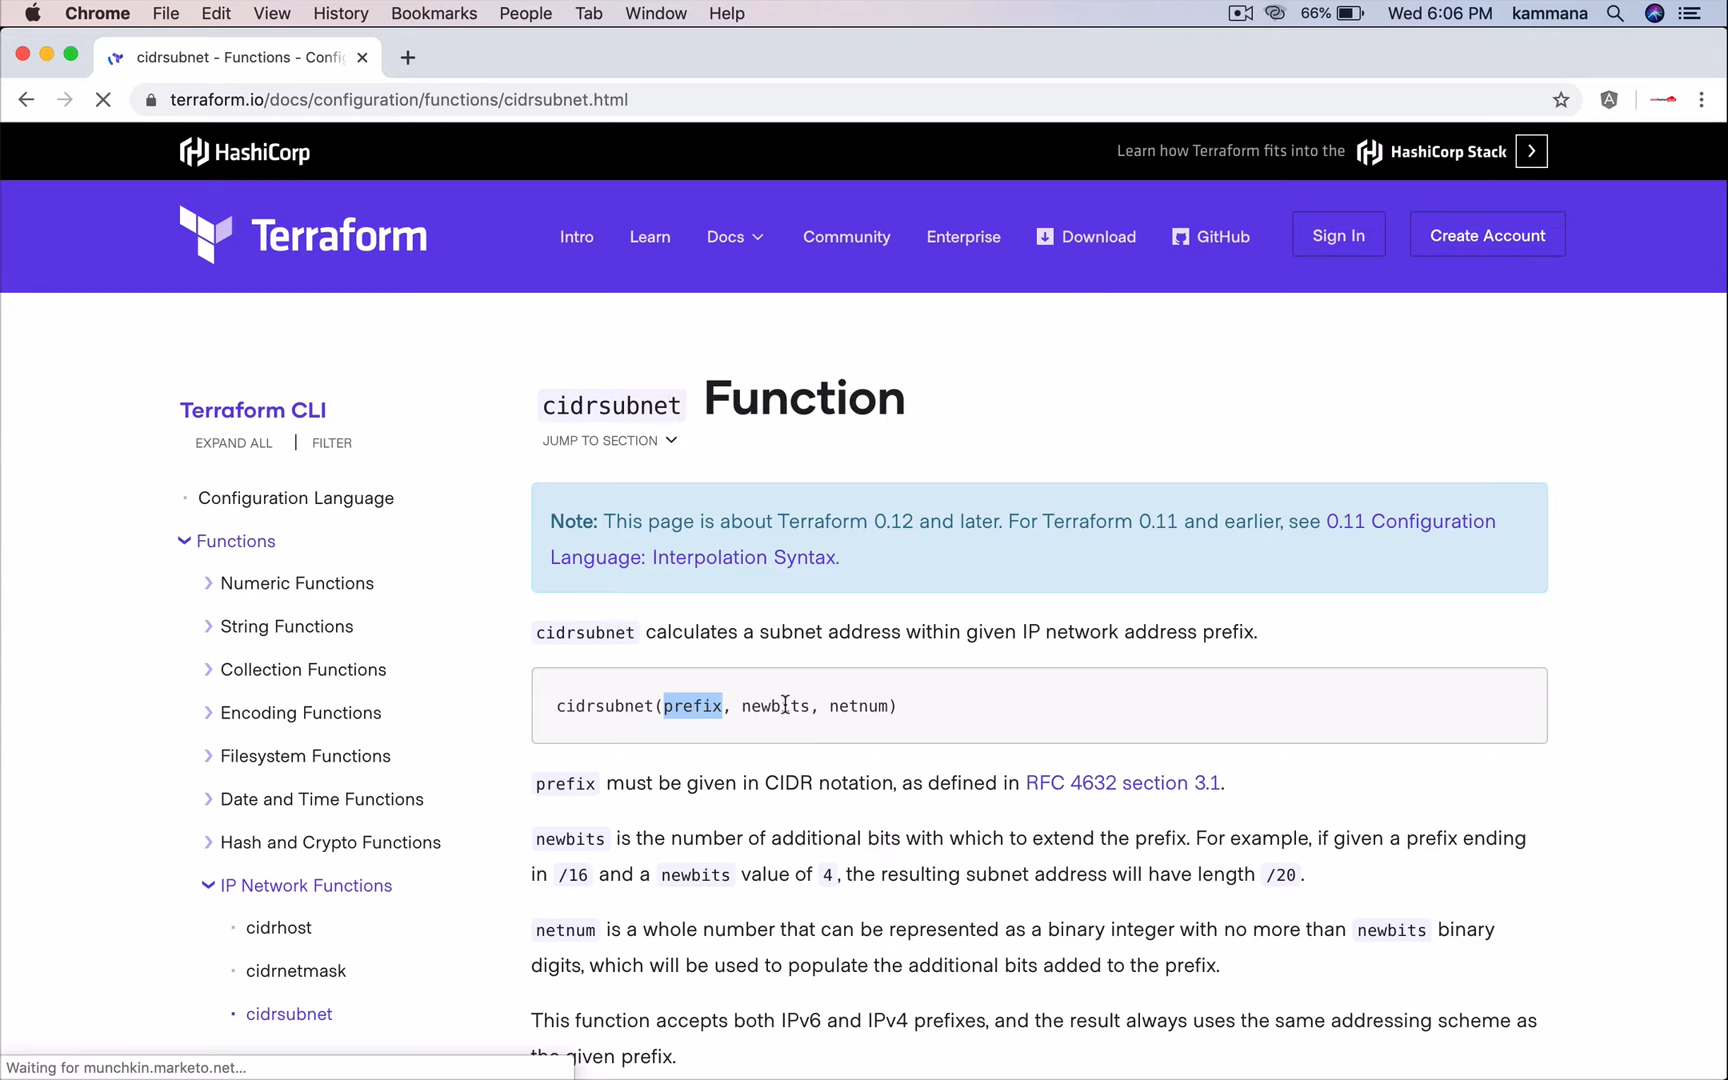 Chrome File Edit View History Bookmarks People Tab Window Help 66% Wed 6:06 PM kammana
cidrsubnet - Functions - Confi
terraform.io/docs/configuration/functions/cidrsubnet.html
HashiCorp Learn how Terraform fits into the HashiCorp Stack
Terraform Intro Learn Docs Community Enterprise Download GitHub Sign In Create Account
Terraform CLI
EXPAND ALL | FILTER
Configuration Language
Functions
Numeric Functions
String Functions
Collection Functions
Encoding Functions
Filesystem Functions
Date and Time Functions
Hash and Crypto Functions
IP Network Functions
cidrhost
cidrnetmask
cidrsubnet
cidrsubnet Function
JUMP TO SECTION
Note: This page is about Terraform 0.12 and later. For Terraform 0.11 and earlier, see 0.11 Configuration
Language: Interpolation Syntax.
cidrsubnet calculates a subnet address within given IP network address prefix.
cidrsubnet(prefix, newbits, netnum)
prefix must be given in CIDR notation, as defined in RFC 4632 section 3.1.
newbits is the number of additional bits with which to extend the prefix. For example, if given a prefix ending
in /16 and a newbits value of 4, the resulting subnet address will have length /20.
netnum is a whole number that can be represented as a binary integer with no more than newbits binary
digits, which will be used to populate the additional bits added to the prefix.
This function accepts both IPv6 and IPv4 prefixes, and the result always uses the same addressing scheme as
the given prefix.
Waiting for munchkin.marketo.net...